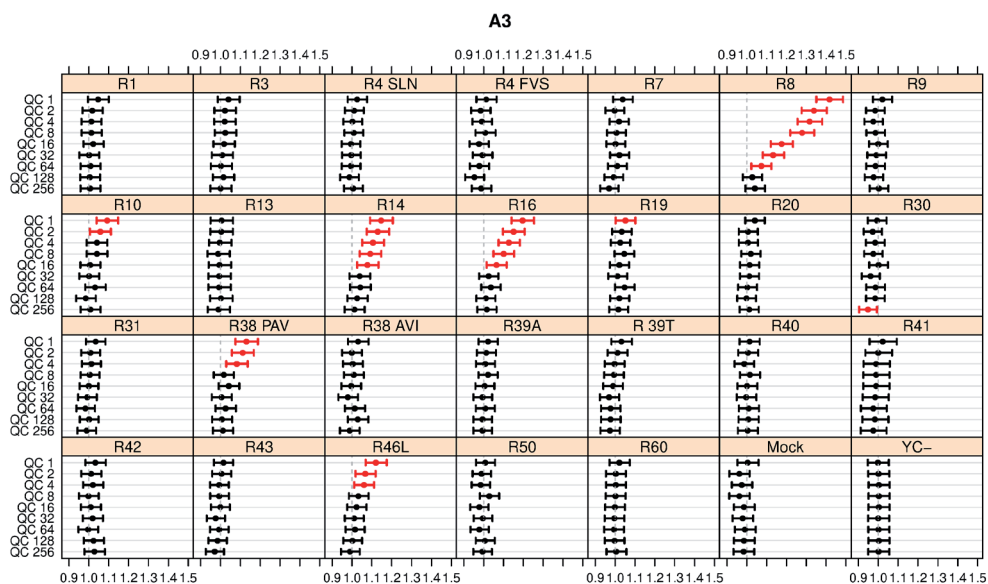 A3
0.91.01.11.21.31.41.5 0.91.01.11.21.31.41.5 0.91.01.11.21.31.41.5
R1 R3 R4 SLN R4 FVS R7 R8 R9
QC 1
QC 2
QC 4
QC 8
QC 16
QC 32
QC 64
QC 128
QC 256
R10 R13 R14 R16 R19 R20 R30
QC 1
QC 2
QC 4
QC 8
QC 16
QC 32
QC 64
QC 128
QC 256
R31 R38 PAV R38 AVI R39A R 39T R40 R41
QC 1
QC 2
QC 4
QC 8
QC 16
QC 32
QC 64
QC 128
QC 256
R42 R43 R46L R50 R60 Mock YC−
QC 1
QC 2
QC 4
QC 8
QC 16
QC 32
QC 64
QC 128
QC 256
0.91.01.11.21.31.41.5 0.91.01.11.21.31.41.5 0.91.01.11.21.31.41.5 0.91.01.11.21.31.41.5